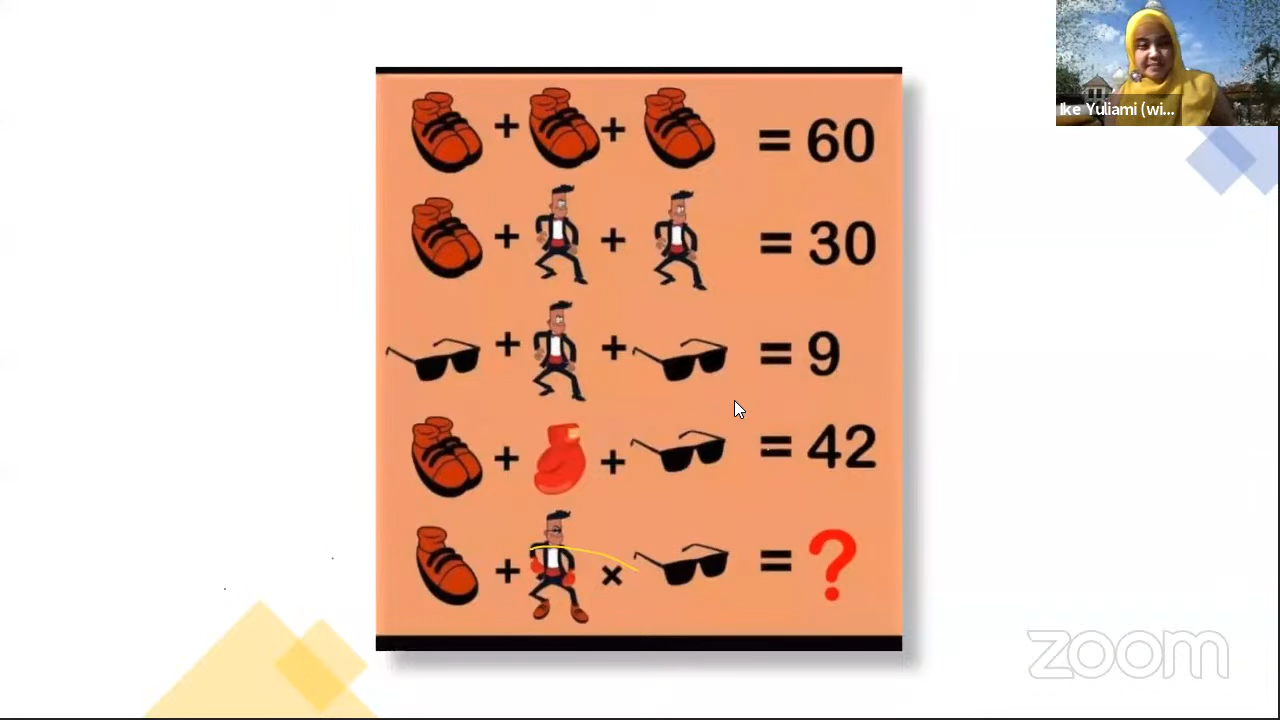 Ike Yuliami (wi...
+ + = 60
+ + = 30
+ + = 9
+ + = 42
+ × = ?
zoom